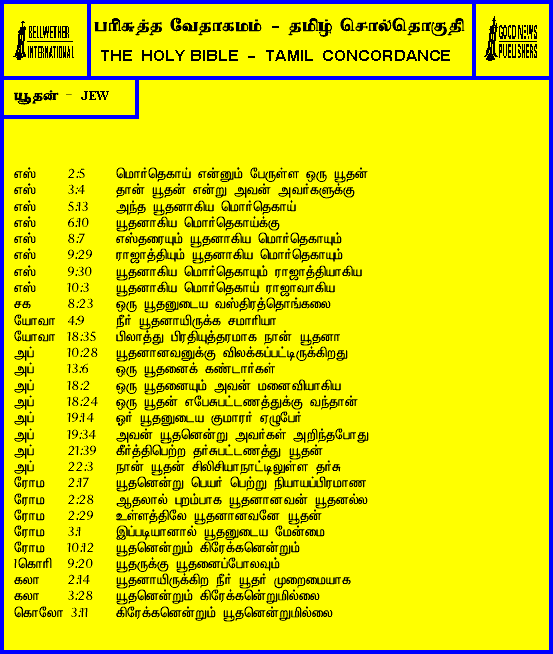 BELLWETHER
INTERNATIONAL
பரிசுத்த வேதாகமம் - தமிழ் சொல்தொகுதி
THE HOLY BIBLE - TAMIL CONCORDANCE
GOOD NEWS
PUBLISHERS
யூதன் - JEW
எஸ் 2:5 மொர்தெகாய் என்னும் பேருள்ள ஒரு யூதன்
எஸ் 3:4 தான் யூதன் என்று அவன் அவர்களுக்கு
எஸ் 5:13 அந்த யூதனாகிய மொர்தெகாய்
எஸ் 6:10 யூதனாகிய மொர்தெகாய்க்கு
எஸ் 8:7 எஸ்தரையும் யூதனாகிய மொர்தெகாயும்
எஸ் 9:29 ராஜாத்தியும் யூதனாகிய மொர்தெகாயும்
எஸ் 9:30 யூதனாகிய மொர்தெகாயும் ராஜாத்தியாகிய
எஸ் 10:3 யூதனாகிய மொர்தெகாய் ராஜாவாகிய
சக 8:23 ஒரு யூதனுடைய வஸ்திரத்தொங்கலை
யோவா 4:9 நீர் யூதனாயிருக்க சமாரியா
யோவா 18:35 பிலாத்து பிரதியுத்தரமாக நான் யூதனா
அப் 10:28 யூதனானவனுக்கு விலக்கப்பட்டிருக்கிறது
அப் 13:6 ஒரு யூதனைக் கண்டார்கள்
அப் 18:2 ஒரு யூதனையும் அவன் மனைவியாகிய
அப் 18:24 ஒரு யூதன் எபேசுபட்டணத்துக்கு வந்தான்
அப் 19:14 ஓர் யூதனுடைய குமாரர் ஏழுபேர்
அப் 19:34 அவன் யூதனென்று அவர்கள் அறிந்தபோது
அப் 21:39 கீர்த்திபெற்ற தர்சுபட்டணத்து யூதன்
அப் 22:3 நான் யூதன் சிலிசியாநாட்டிலுள்ள தர்சு
ரோம 2:17 யூதனென்று பெயர் பெற்று நியாயப்பிரமாண
ரோம 2:28 ஆதலால் புறம்பாக யூதனானவன் யூதனல்ல
ரோம 2:29 உள்ளத்திலே யூதனானவனே யூதன்
ரோம 3:1 இப்படியானால் யூதனுடைய மேன்மை
ரோம 10:12 யூதனென்றும் கிரேக்கனென்றும்
1கொரி 9:20 யூதருக்கு யூதனைப்போலவும்
கலா 2:14 யூதனாயிருக்கிற நீர் யூதர் முறைமையாக
கலா 3:28 யூதனென்றும் கிரேக்கனென்றுமில்லை
கொலோ 3:11 கிரேக்கனென்றும் யூதனென்றுமில்லை